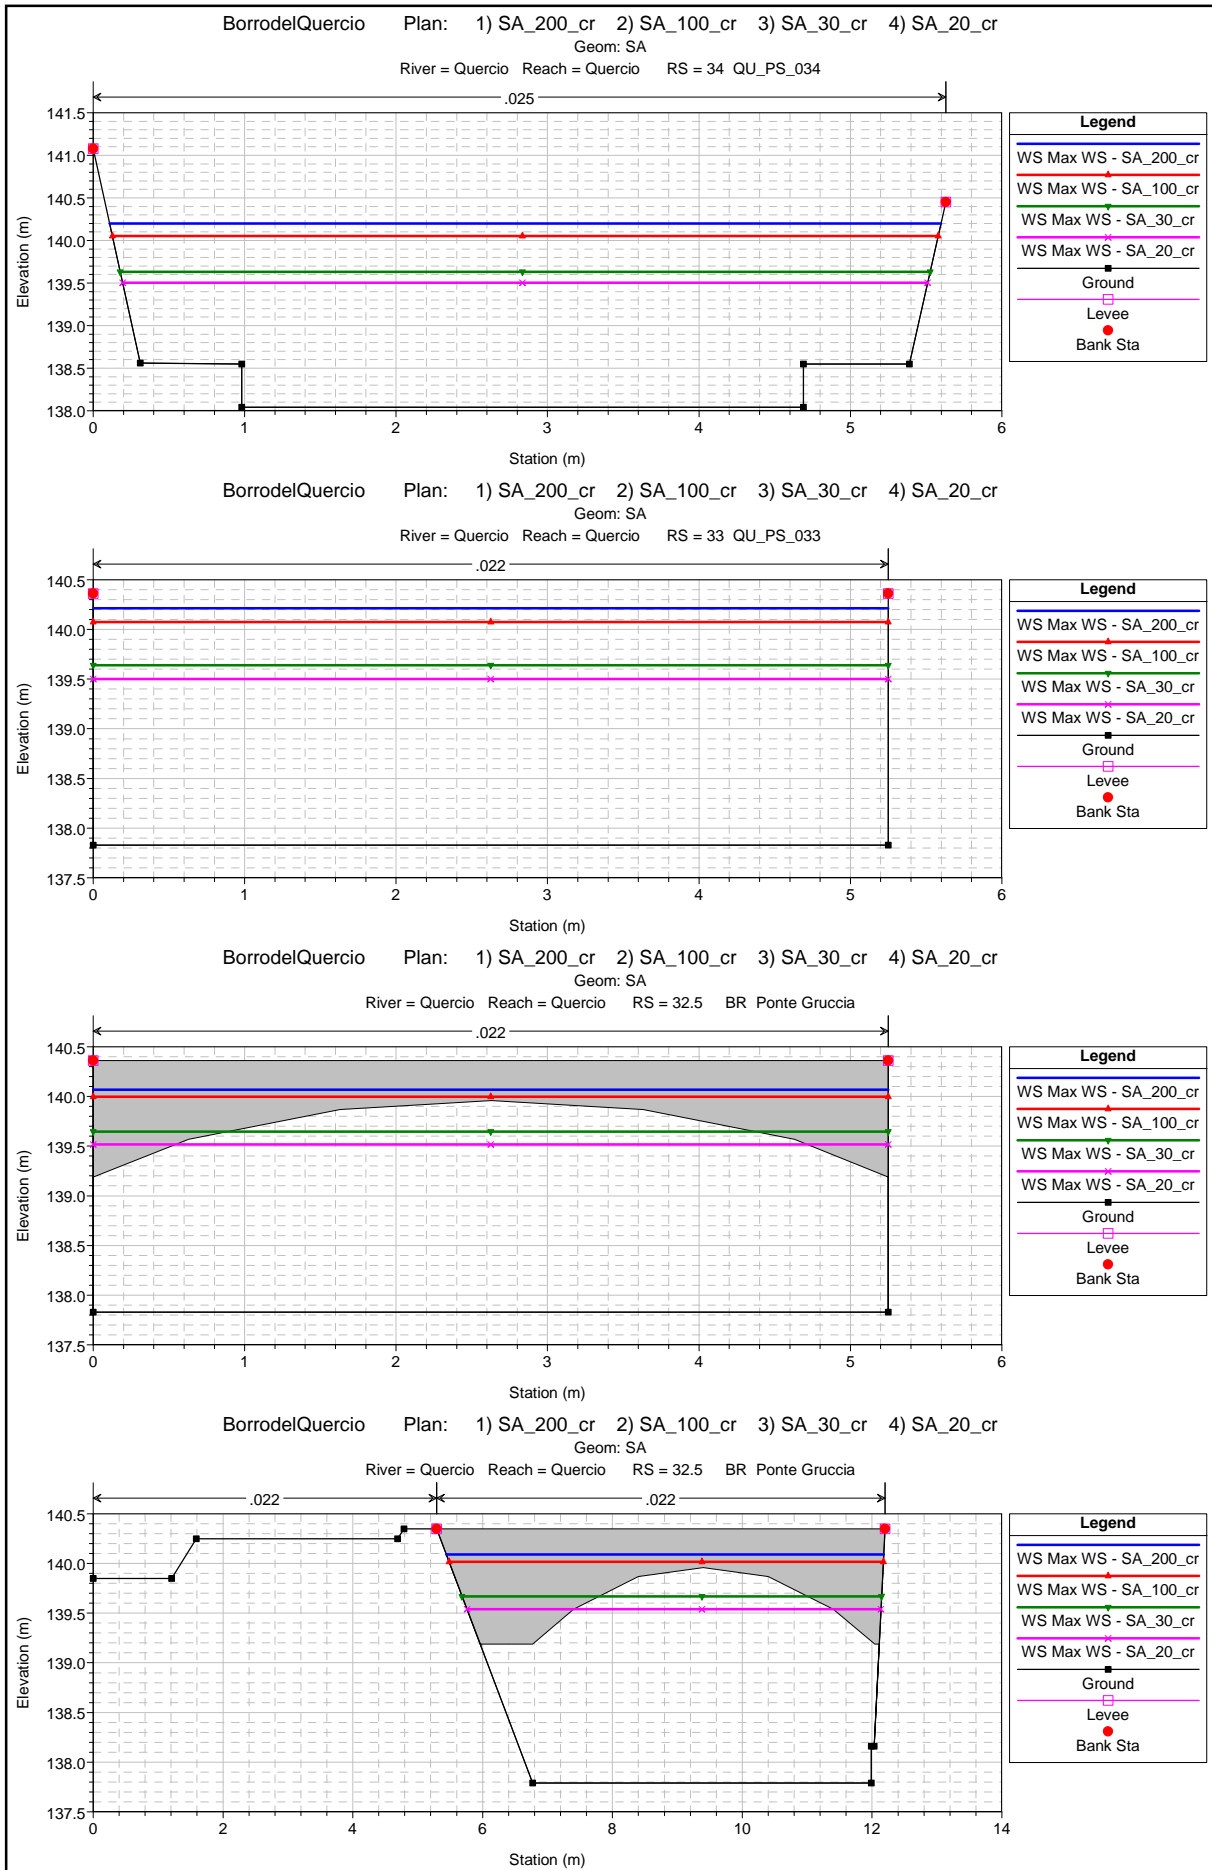 BorrodelQuercio Plan: 1) SA_200_cr 2) SA_100_cr 3) SA_30_cr 4) SA_20_cr
Geom: SA
River = Quercio Reach = Quercio RS = 34 QU_PS_034
.025
141.5
141.0
140.5
140.0
139.5
139.0
138.5
138.0
Elevation (m)
0 1 2 3 4 5 6
Station (m)
Legend
WS Max WS - SA_200_cr
WS Max WS - SA_100_cr
WS Max WS - SA_30_cr
WS Max WS - SA_20_cr
Ground
Levee
Bank Sta
BorrodelQuercio Plan: 1) SA_200_cr 2) SA_100_cr 3) SA_30_cr 4) SA_20_cr
Geom: SA
River = Quercio Reach = Quercio RS = 33 QU_PS_033
.022
140.5
140.0
139.5
139.0
138.5
138.0
137.5
Elevation (m)
0 1 2 3 4 5 6
Station (m)
Legend
WS Max WS - SA_200_cr
WS Max WS - SA_100_cr
WS Max WS - SA_30_cr
WS Max WS - SA_20_cr
Ground
Levee
Bank Sta
BorrodelQuercio Plan: 1) SA_200_cr 2) SA_100_cr 3) SA_30_cr 4) SA_20_cr
Geom: SA
River = Quercio Reach = Quercio RS = 32.5 BR Ponte Gruccia
.022
140.5
140.0
139.5
139.0
138.5
138.0
137.5
Elevation (m)
0 1 2 3 4 5 6
Station (m)
Legend
WS Max WS - SA_200_cr
WS Max WS - SA_100_cr
WS Max WS - SA_30_cr
WS Max WS - SA_20_cr
Ground
Levee
Bank Sta
BorrodelQuercio Plan: 1) SA_200_cr 2) SA_100_cr 3) SA_30_cr 4) SA_20_cr
Geom: SA
River = Quercio Reach = Quercio RS = 32.5 BR Ponte Gruccia
.022 .022
140.5
140.0
139.5
139.0
138.5
138.0
137.5
Elevation (m)
0 2 4 6 8 10 12 14
Station (m)
Legend
WS Max WS - SA_200_cr
WS Max WS - SA_100_cr
WS Max WS - SA_30_cr
WS Max WS - SA_20_cr
Ground
Levee
Bank Sta